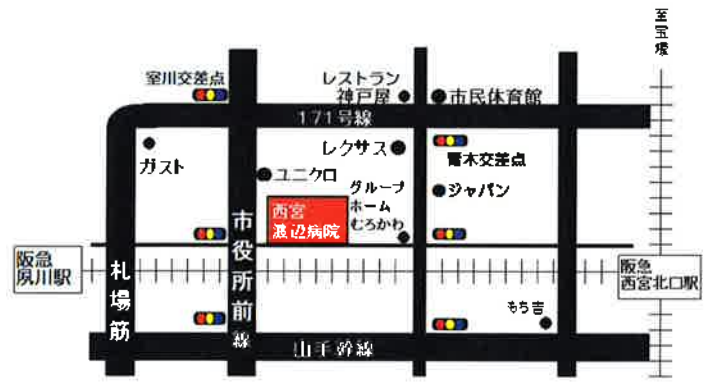 至宝塚
室川交差点
レストラン
神戸屋
市民体育館
171号線
ガスト
レクサス
青木交差点
ユニクロ
グループ
ホーム
むろかわ
ジャパン
西宮
渡辺病院
市役所前線
阪急
夙川駅
札場筋
阪急
西宮北口駅
もち吉
山手幹線